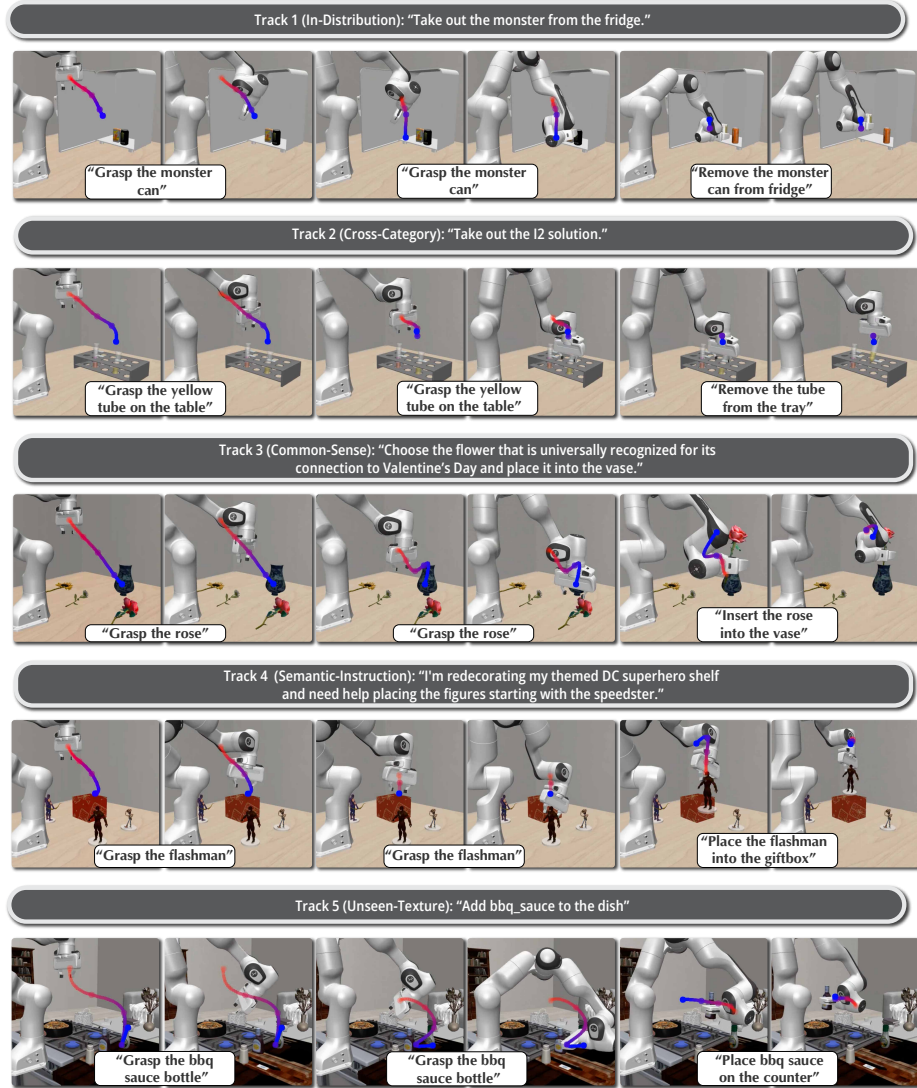 Track 1 (In-Distribution): “Take out the monster from the fridge.”
“Grasp the monster
can”
“Grasp the monster
can”
“Remove the monster
can from fridge”
Track 2 (Cross-Category): “Take out the I2 solution.”
“Grasp the yellow
tube on the table”
“Grasp the yellow
tube on the table”
“Remove the tube
from the tray”
Track 3 (Common-Sense): “Choose the flower that is universally recognized for its
connection to Valentine’s Day and place it into the vase.”
“Grasp the rose”
“Grasp the rose”
“Insert the rose
into the vase”
Track 4 (Semantic-Instruction): “I'm redecorating my themed DC superhero shelf
and need help placing the figures starting with the speedster.”
“Grasp the flashman”
“Grasp the flashman”
“Place the flashman
into the giftbox”
Track 5 (Unseen-Texture): “Add bbq_sauce to the dish”
“Grasp the bbq
sauce bottle”
“Grasp the bbq
sauce bottle”
“Place bbq sauce
on the counter”